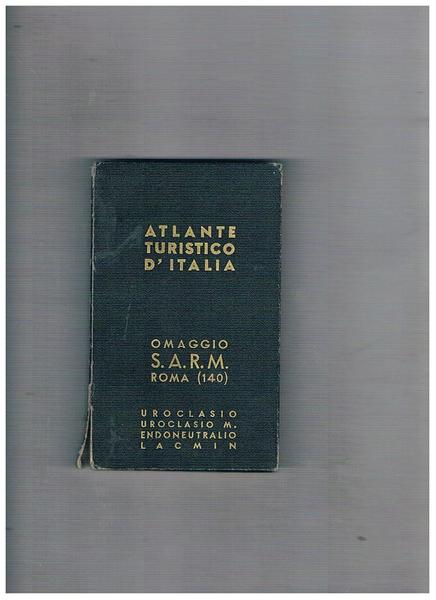 ATLANTE
TURISTICO
D'ITALIA
OMAGGIO
S.A.R.M.
ROMA (140)
UROCLASIO
UROCLASIO M.
ENDONEUTRALIO
LACMIN